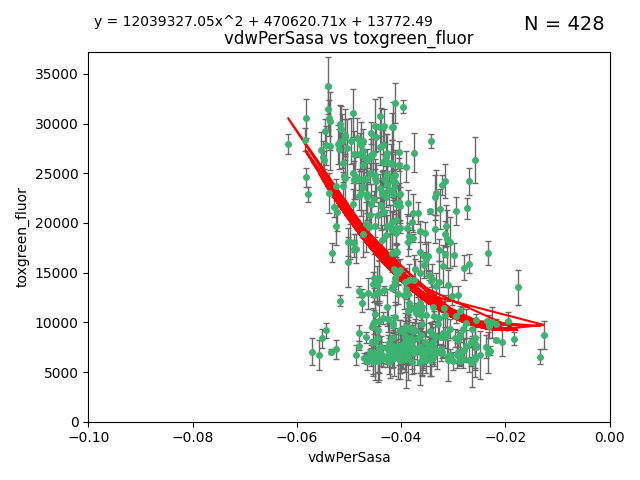 y = 12039327.05x^2 + 470620.71x + 13772.49
N = 428
vdwPerSasa vs toxgreen_fluor
35000
30000
25000
20000
15000
10000
5000
0
toxgreen_fluor
−0.10
−0.08
−0.06
−0.04
−0.02
0.00
vdwPerSasa